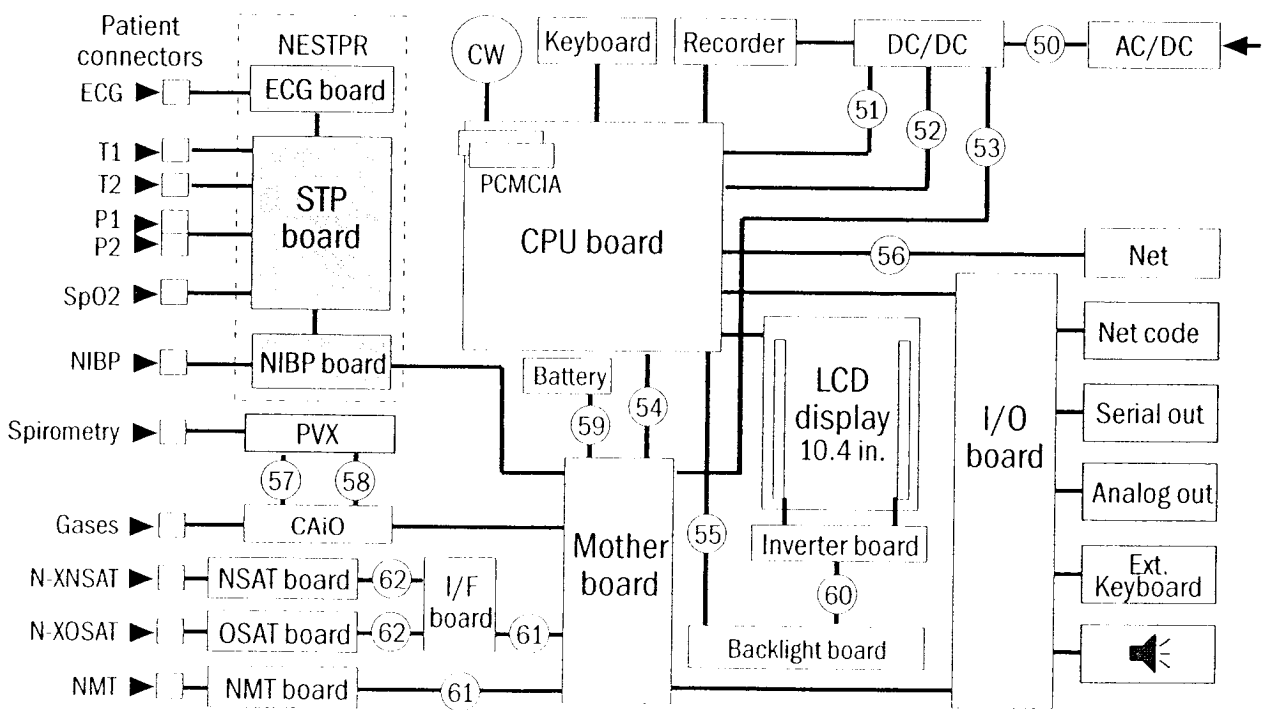 Patient
connectors
NESTPR
ECG
ECG board
T1
T2
P1
P2
STP
board
SpO2
NIBP
NIBP board
Spirometry
PVX
57
58
Gases
CAiO
N-XNSAT
NSAT board
62
I/F
board
N-XOSAT
OSAT board
62
61
NMT
NMT board
61
CW
Keyboard
Recorder
DC/DC
50
AC/DC
51
52
53
PCMCIA
CPU board
56
Net
Battery
59
54
LCD
display
10.4 in.
55
Mother
board
Inverter board
60
Backlight board
I/O
board
Net code
Serial out
Analog out
Ext.
Keyboard